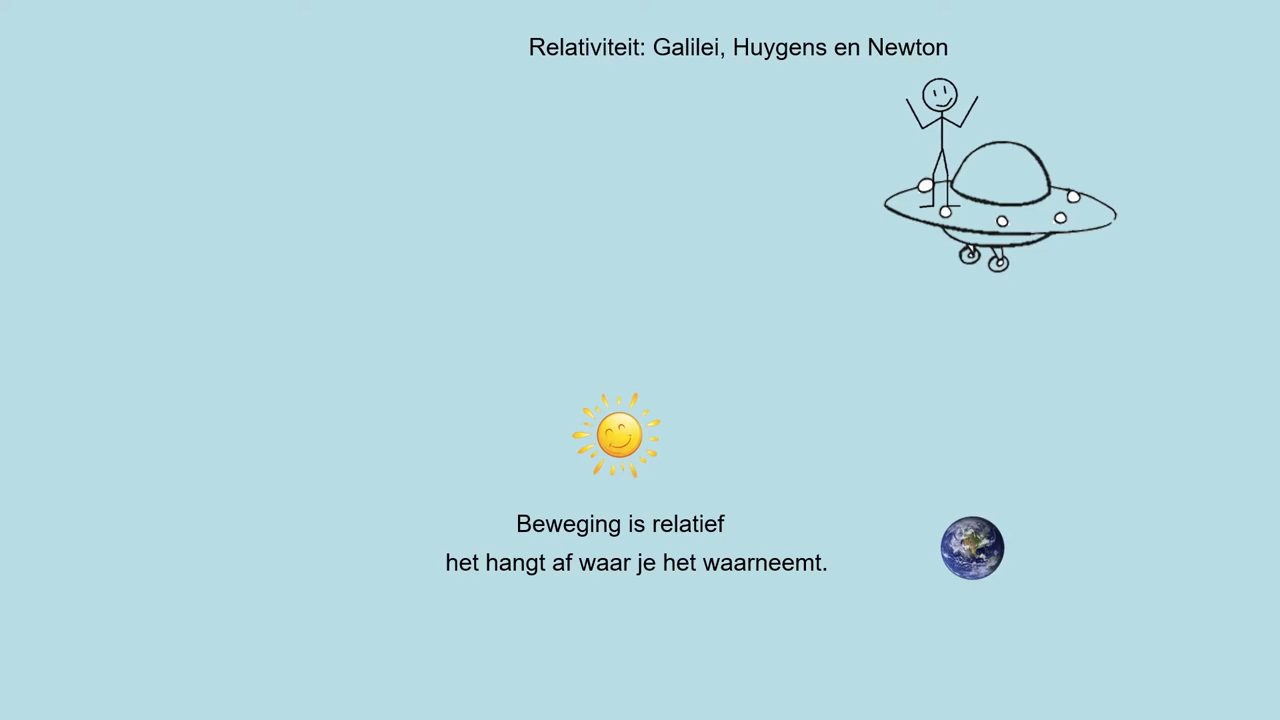 Relativiteit: Galilei, Huygens en Newton
Beweging is relatief
het hangt af waar je het waarneemt.